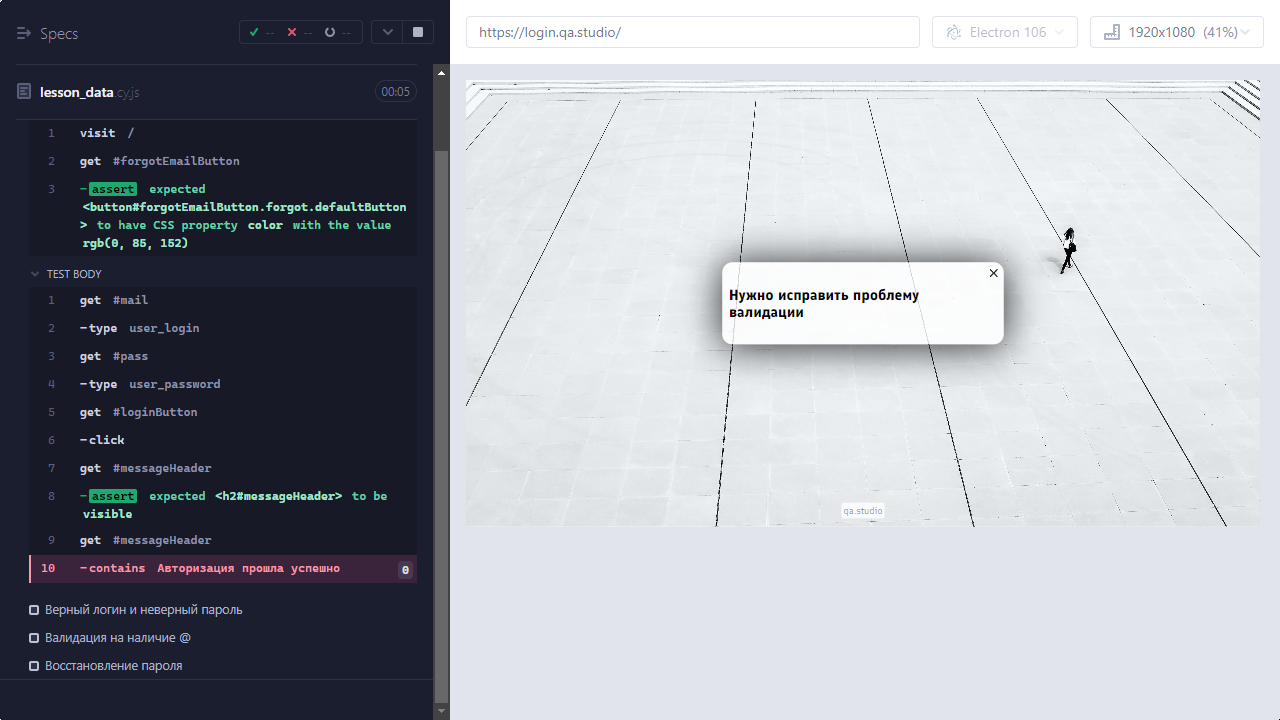 Specs
-- -- --
lesson_data cy.js
00:05
1 visit /
2 get #forgotEmailButton
3 -assert expected
<button#forgotEmailButton.forgot.defaultButton
> to have CSS property color with the value
rgb(0, 85, 152)
TEST BODY
1 get #mail
2 -type user_login
3 get #pass
4 -type user_password
5 get #loginButton
6 -click
7 get #messageHeader
8 -assert expected <h2#messageHeader> to be
visible
9 get #messageHeader
10 -contains Авторизация прошла успешно 0
Верный логин и неверный пароль
Валидация на наличие @
Восстановление пароля
https://login.qa.studio/
Electron 106
1920x1080 (41%)
Нужно исправить проблему
валидации
qa.studio